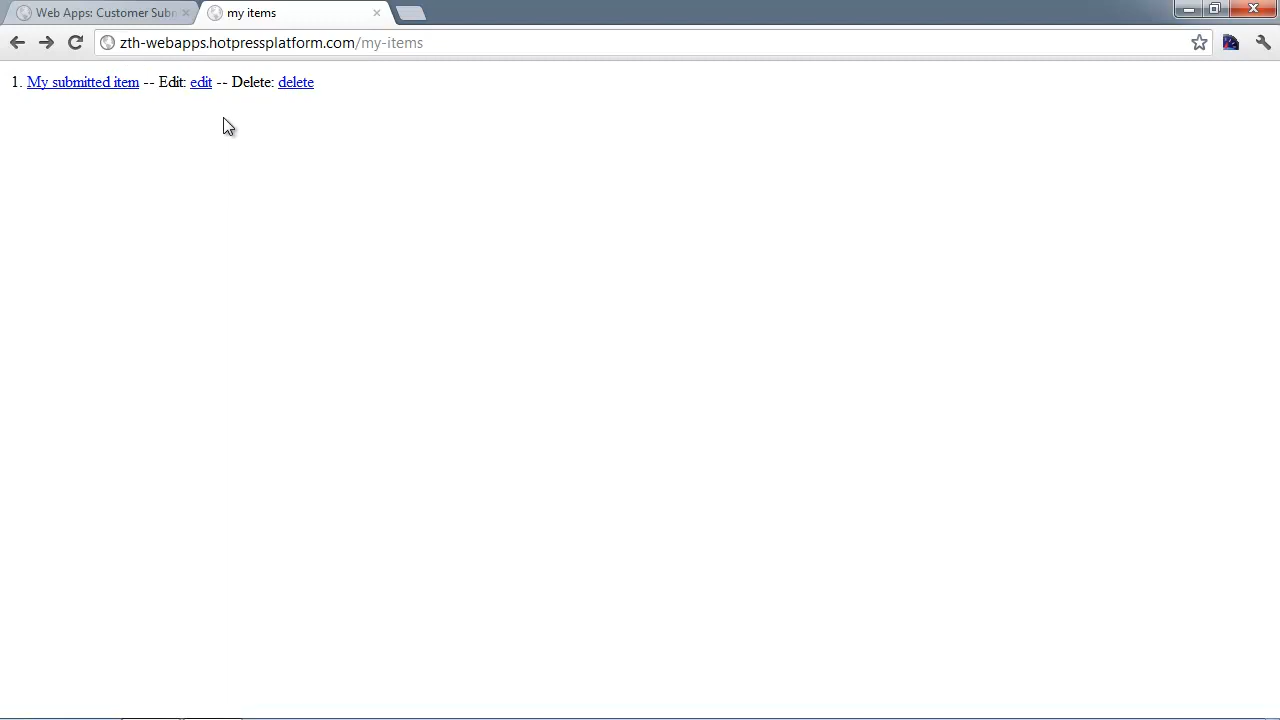 Web Apps: Customer Subn
my items
zth-webapps.hotpressplatform.com/my-items
1. My submitted item -- Edit: edit -- Delete: delete